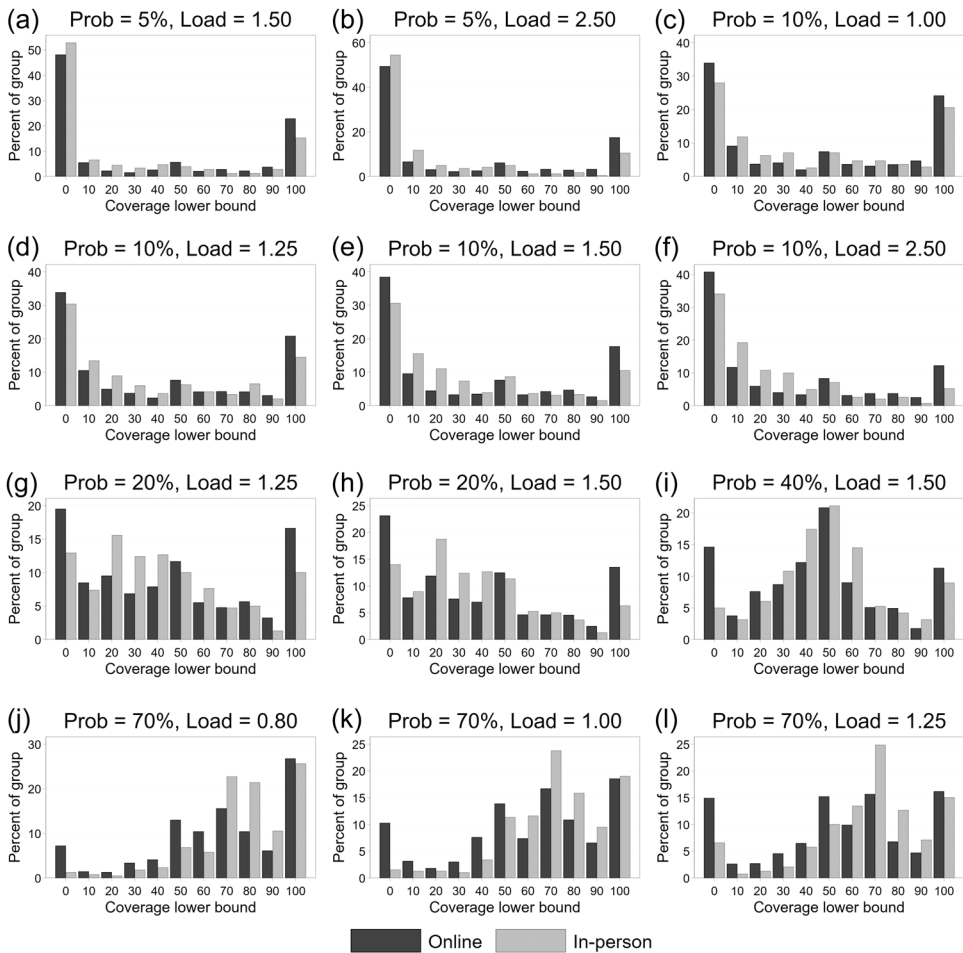 (a) Prob = 5%, Load = 1.50
Percent of group
50
40
30
20
10
0
0 10 20 30 40 50 60 70 80 90 100
Coverage lower bound
(b) Prob = 5%, Load = 2.50
Percent of group
60
40
20
0
0 10 20 30 40 50 60 70 80 90 100
Coverage lower bound
(c) Prob = 10%, Load = 1.00
Percent of group
40
30
20
10
0
0 10 20 30 40 50 60 70 80 90 100
Coverage lower bound
(d) Prob = 10%, Load = 1.25
Percent of group
40
30
20
10
0
0 10 20 30 40 50 60 70 80 90 100
Coverage lower bound
(e) Prob = 10%, Load = 1.50
Percent of group
40
30
20
10
0
0 10 20 30 40 50 60 70 80 90 100
Coverage lower bound
(f) Prob = 10%, Load = 2.50
Percent of group
40
30
20
10
0
0 10 20 30 40 50 60 70 80 90 100
Coverage lower bound
(g) Prob = 20%, Load = 1.25
Percent of group
20
15
10
5
0
0 10 20 30 40 50 60 70 80 90 100
Coverage lower bound
(h) Prob = 20%, Load = 1.50
Percent of group
25
20
15
10
5
0
0 10 20 30 40 50 60 70 80 90 100
Coverage lower bound
(i) Prob = 40%, Load = 1.50
Percent of group
20
15
10
5
0
0 10 20 30 40 50 60 70 80 90 100
Coverage lower bound
(j) Prob = 70%, Load = 0.80
Percent of group
30
20
10
0
0 10 20 30 40 50 60 70 80 90 100
Coverage lower bound
(k) Prob = 70%, Load = 1.00
Percent of group
25
20
15
10
5
0
0 10 20 30 40 50 60 70 80 90 100
Coverage lower bound
(l) Prob = 70%, Load = 1.25
Percent of group
25
20
15
10
5
0
0 10 20 30 40 50 60 70 80 90 100
Coverage lower bound
Online In-person